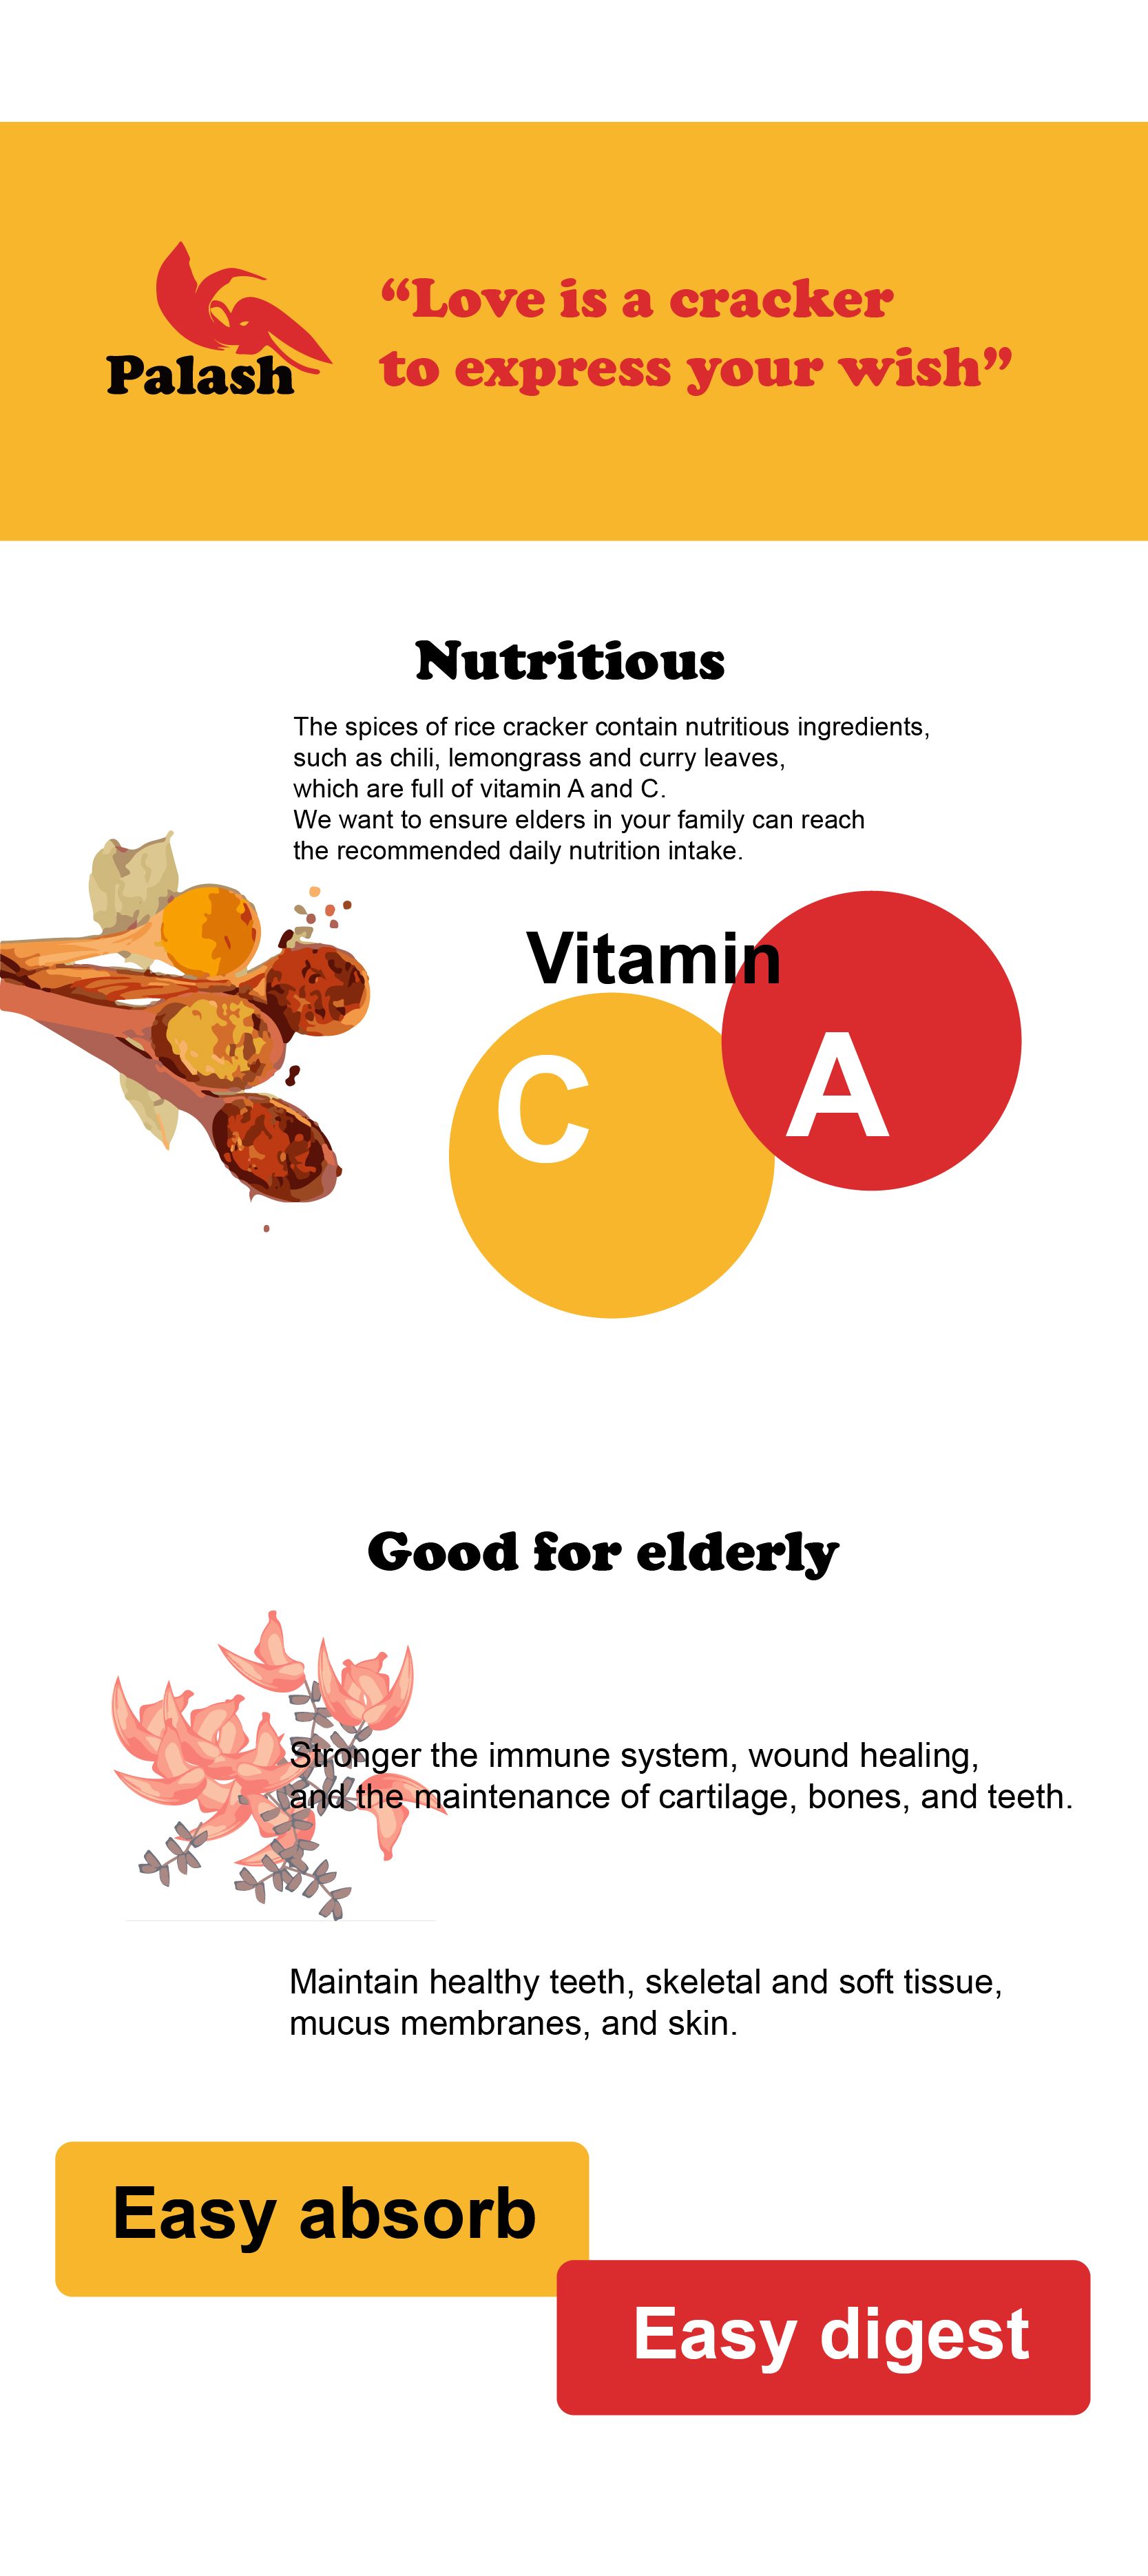 Palash
“Love is a cracker
to express your wish”
Nutritious
The spices of rice cracker contain nutritious ingredients,
such as chili, lemongrass and curry leaves,
which are full of vitamin A and C.
We want to ensure elders in your family can reach
the recommended daily nutrition intake.
Vitamin
C
A
Good for elderly
Stronger the immune system, wound healing,
and the maintenance of cartilage, bones, and teeth.
Maintain healthy teeth, skeletal and soft tissue,
mucus membranes, and skin.
Easy absorb
Easy digest